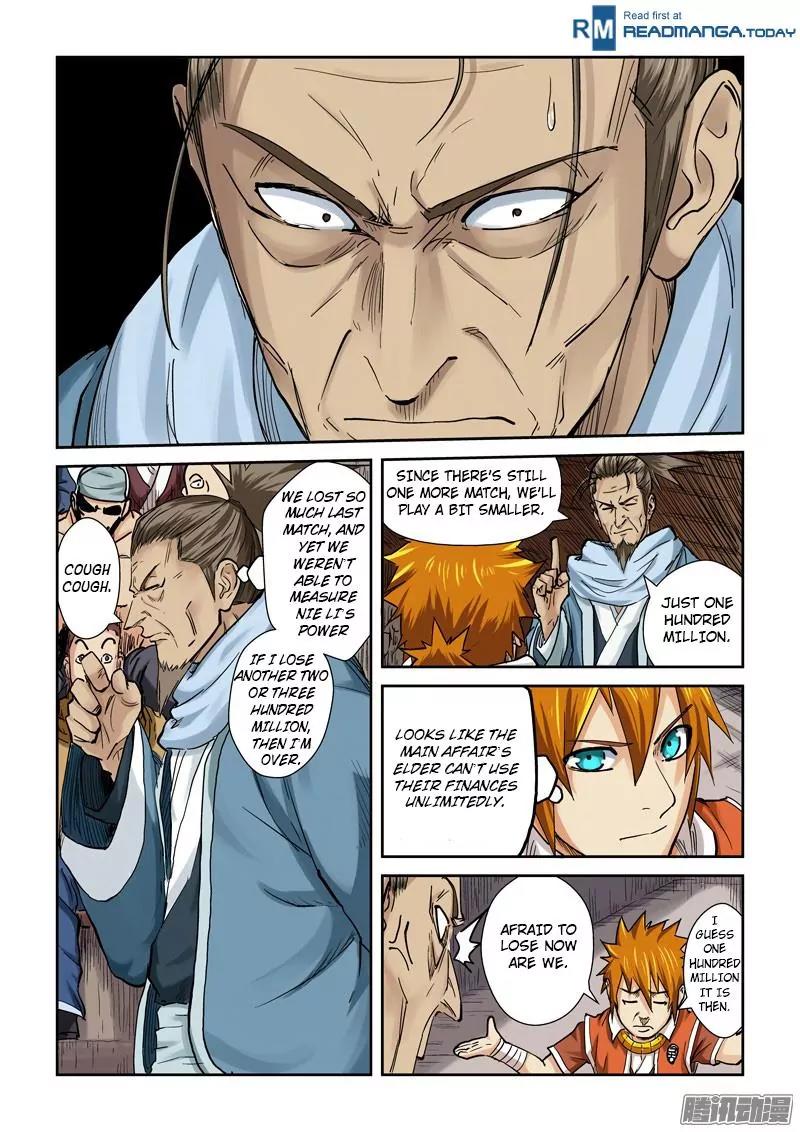 Read first at
RM READMANGA.TODAY
WE LOST SO
MUCH LAST
MATCH, AND
YET WE
WEREN'T
ABLE TO
MEASURE
NIE LI'S
POWER
COUGH
COUGH.
IF I LOSE
ANOTHER TWO
OR THREE
HUNDRED
MILLION,
THEN I'M
OVER.
SINCE THERE'S STILL
ONE MORE MATCH, WE'LL
PLAY A BIT SMALLER.
JUST ONE
HUNDRED
MILLION.
LOOKS LIKE THE
MAIN AFFAIR'S
ELDER CAN'T USE
THEIR FINANCES
UNLIMITEDLY.
AFRAID TO
LOSE NOW
ARE WE.
I
GUESS
ONE
HUNDRED
MILLION
IT IS
THEN.
腾讯动漫